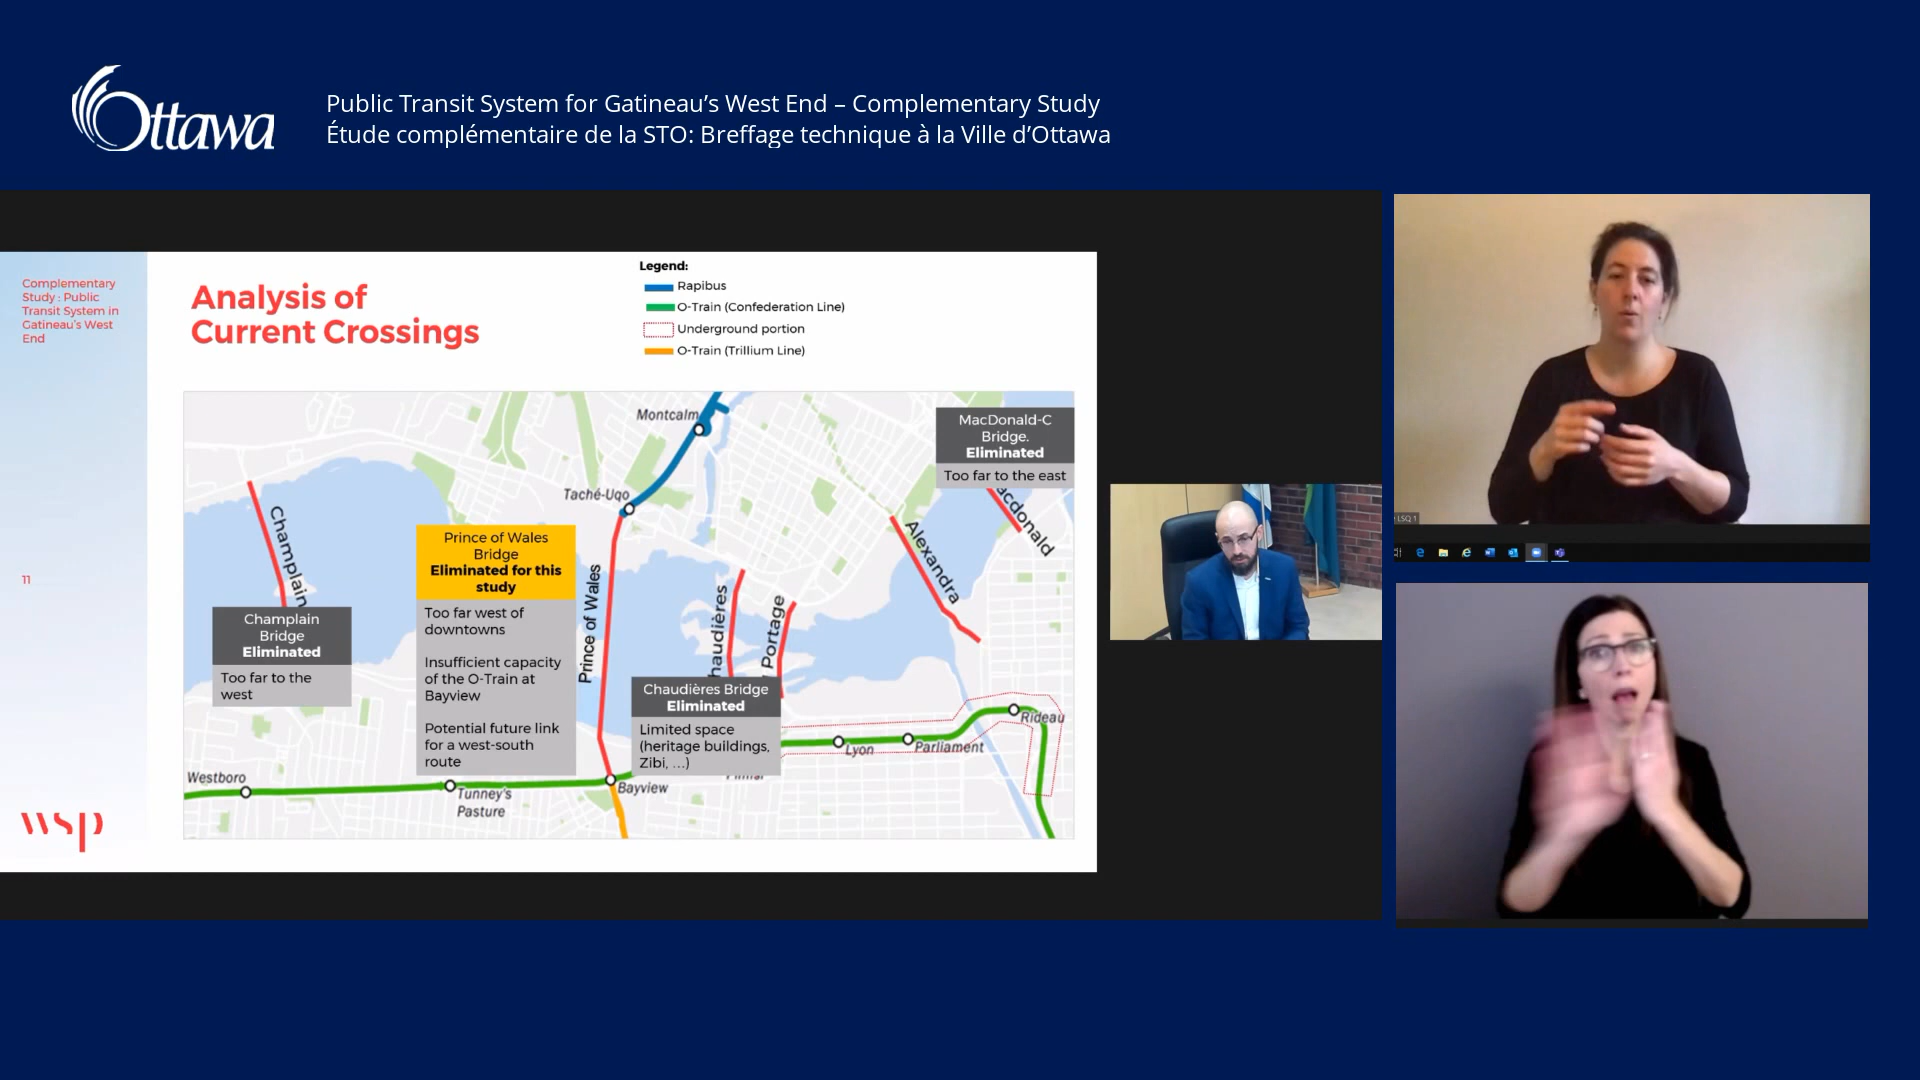 Ottawa
Public Transit System for Gatineau's West End – Complementary Study
Étude complémentaire de la STO: Breffage technique à la Ville d'Ottawa
Complementary
Study : Public
Transit System in
Gatineau's West
End
11
wsp
Analysis of
Current Crossings
Legend:
Rapibus
O-Train (Confederation Line)
Underground portion
O-Train (Trillium Line)
Montcalm
Taché-Uqo
MacDonald-C
Bridge.
Eliminated
Too far to the east
acdonald
Alexandra
Champlain
Champlain
Bridge
Eliminated
Too far to the
west
Prince of Wales
Bridge
Eliminated for this
study
Too far west of
downtowns
Insufficient capacity
of the O-Train at
Bayview
Potential future link
for a west-south
route
Prince of Wales
haudières
Portage
Chaudières Bridge
Eliminated
Limited space
(heritage buildings,
Zibi, ...)
Westboro
Tunney's
Pasture
Bayview
Lyon
Parliament
Rideau
LSQ 1